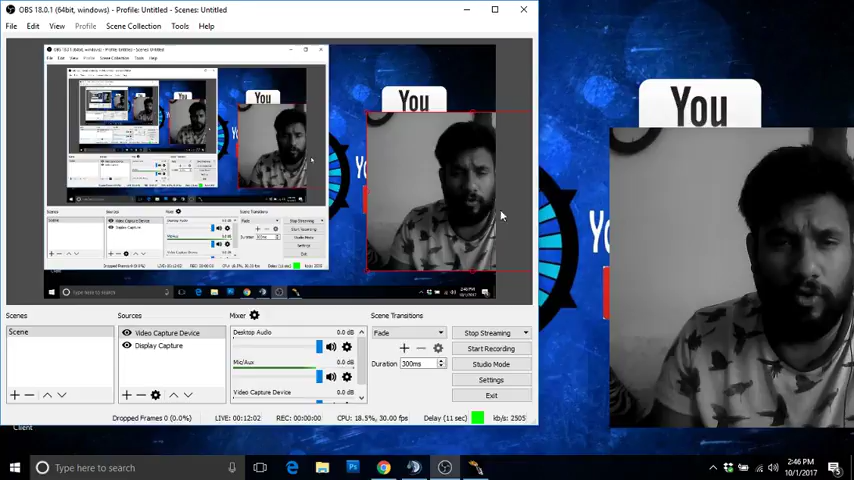 OBS 18.0.1 (64bit, windows) - Profile: Untitled - Scenes: Untitled
File Edit View Profile Scene Collection Tools Help
You
You
Scenes
Sources
Mixer
Scene Transitions
Scene
Video Capture Device
Display Capture
Desktop Audio
0.0 dB
Mic/Aux
0.0 dB
Video Capture Device
0.0 dB
Fade
Duration 300ms
Stop Streaming
Start Recording
Studio Mode
Settings
Exit
Dropped Frames 0 (0.0%)
LIVE: 00:12:02
REC: 00:00:00
CPU: 18.5%, 30.00 fps
Delay (11 sec)
kb/s: 2505
Client
Type here to search
2:46 PM
10/1/2017